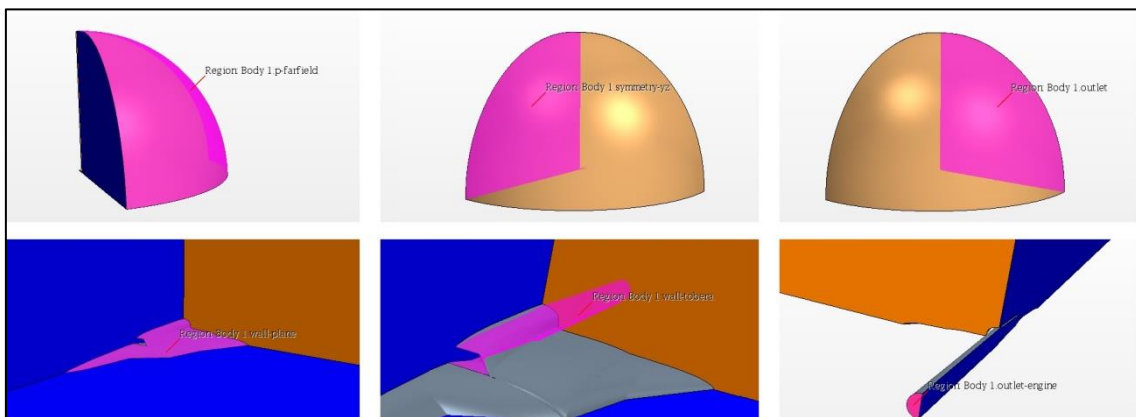 Region Body 1.p-farfield
Region Body 1.symmetry-yz
Region Body 1.outlet
Region Body 1.wall-plane
Region Body 1.wall-tobera
Region Body 1.outlet-engine